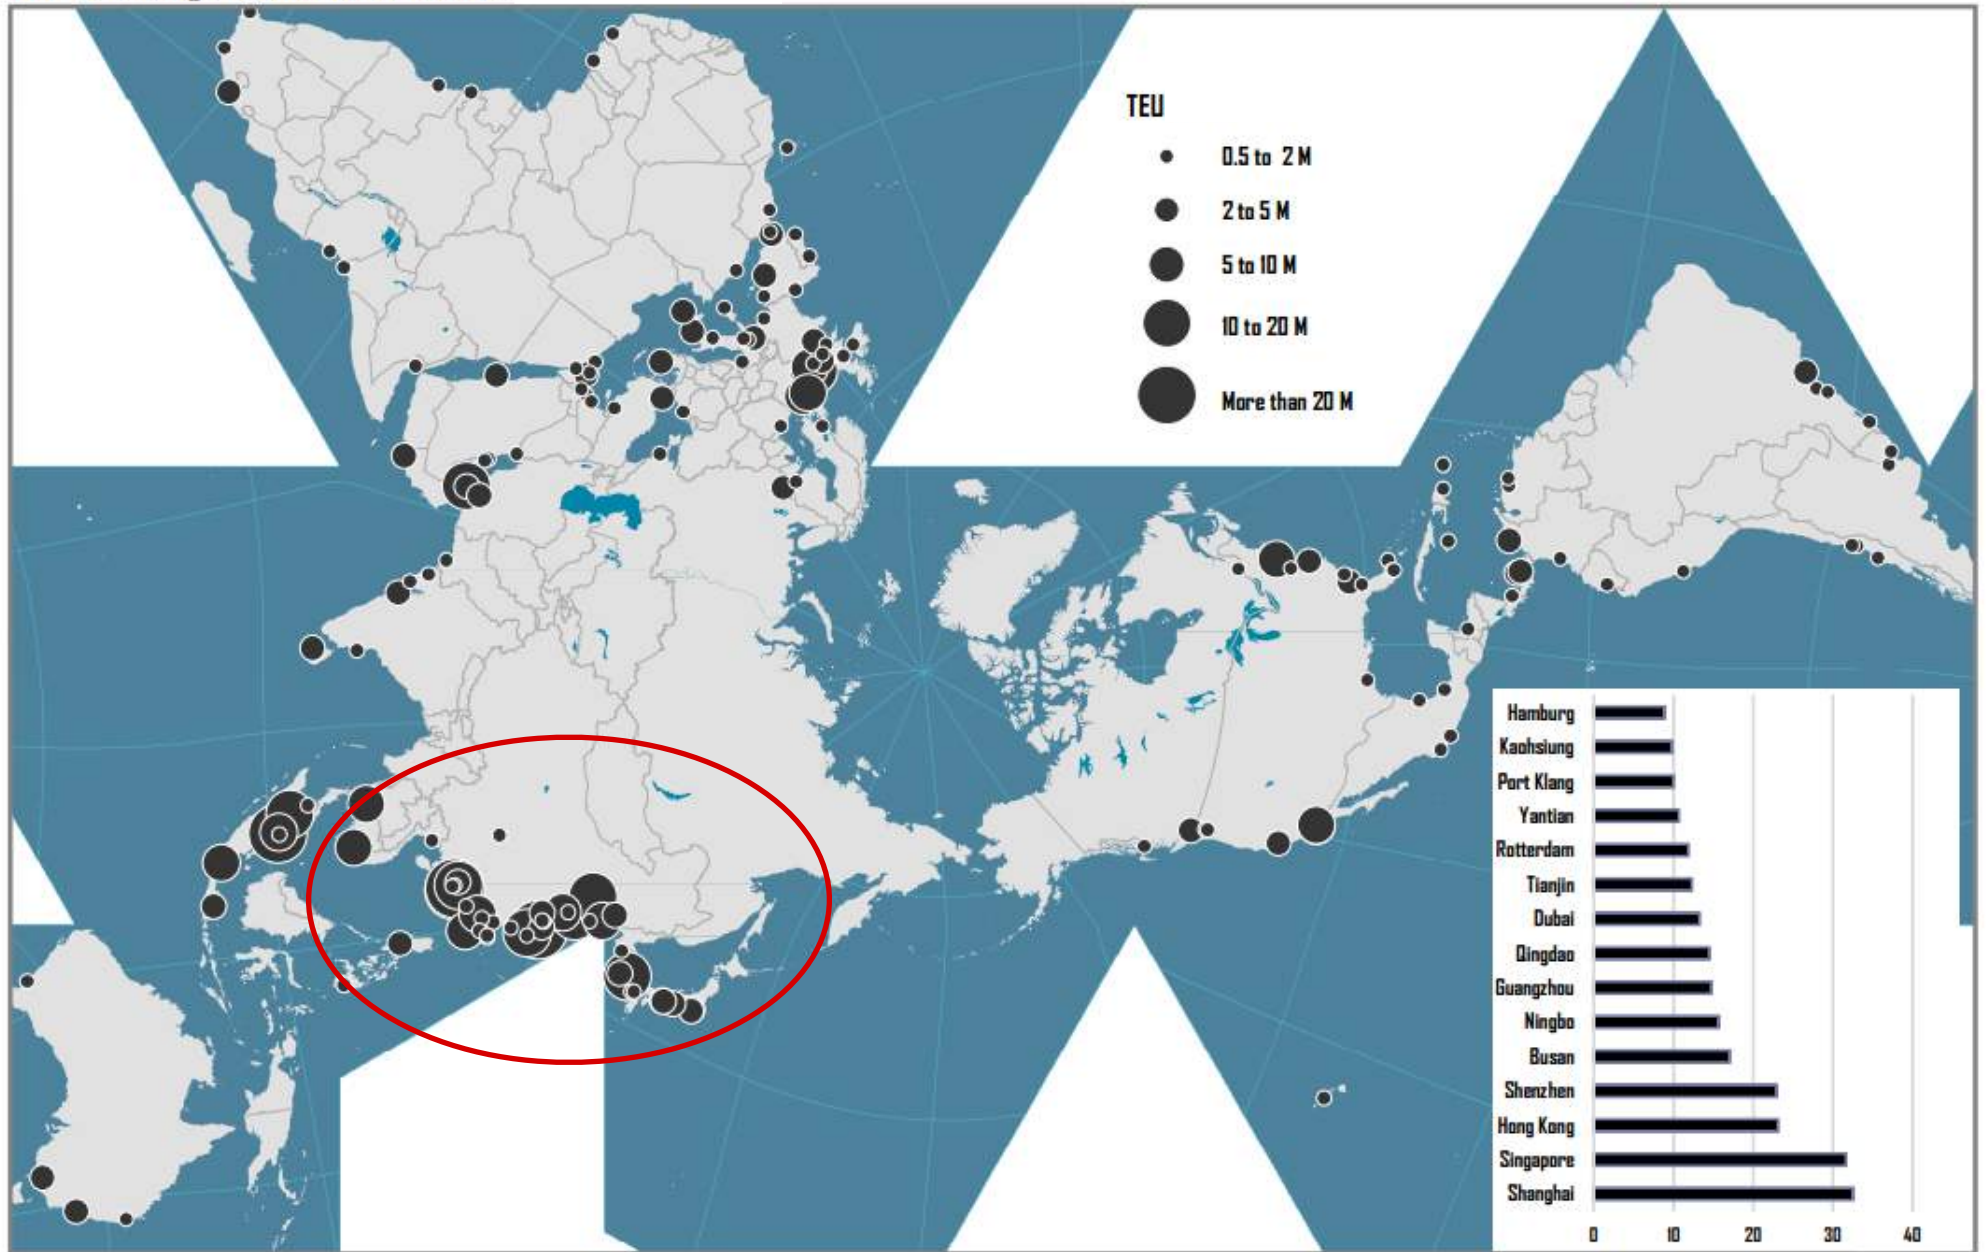 TEU
0.5 to 2 M
2 to 5 M
5 to 10 M
10 to 20 M
More than 20 M
Hamburg
Kaohsiung
Port Klang
Yantian
Rotterdam
Tianjin
Dubai
Qingdao
Guangzhou
Ningbo
Busan
Shenzhen
Hong Kong
Singapore
Shanghai
0 10 20 30 40